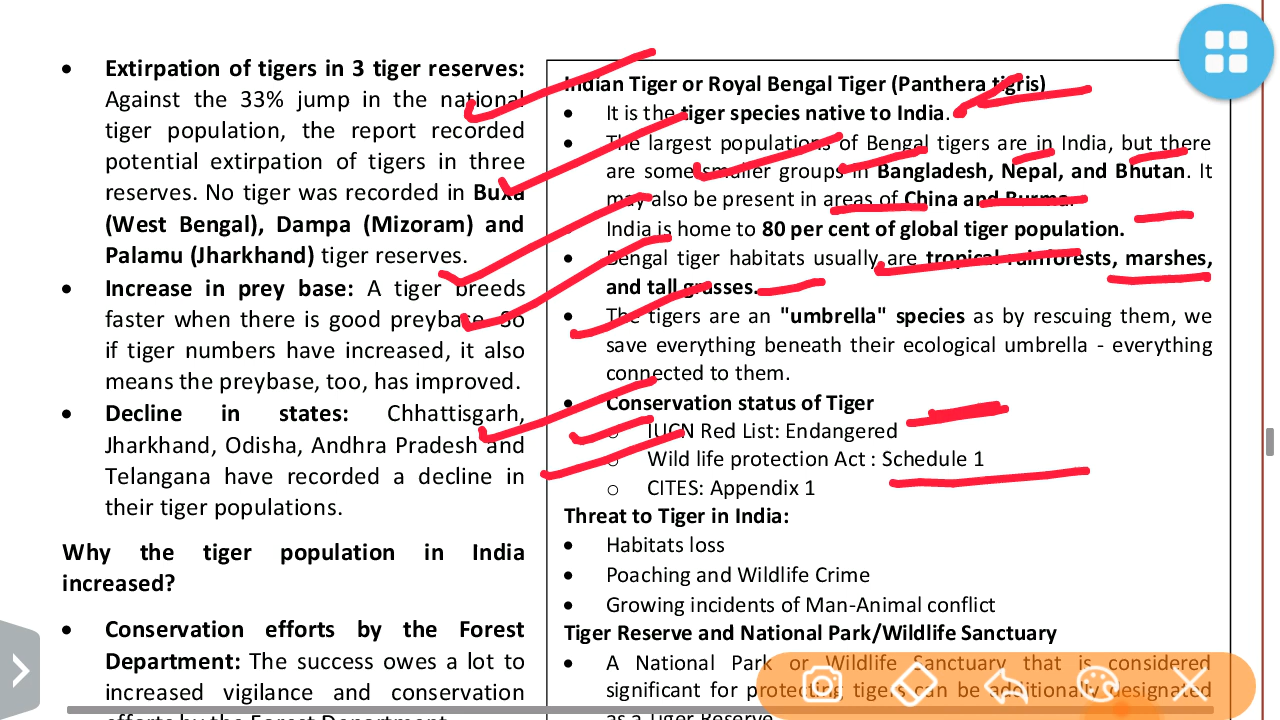 • Extirpation of tigers in 3 tiger reserves:
Against the 33% jump in the national
tiger population, the report recorded
potential extirpation of tigers in three
reserves. No tiger was recorded in Buxa
(West Bengal), Dampa (Mizoram) and
Palamu (Jharkhand) tiger reserves.
• Increase in prey base: A tiger breeds
faster when there is good preybase. So
if tiger numbers have increased, it also
means the preybase, too, has improved.
• Decline in states: Chhattisgarh,
Jharkhand, Odisha, Andhra Pradesh and
Telangana have recorded a decline in
their tiger populations.
Why the tiger population in India
increased?
• Conservation efforts by the Forest
Department: The success owes a lot to
increased vigilance and conservation
efforts by the Forest Department.
Indian Tiger or Royal Bengal Tiger (Panthera tigris)
• It is the tiger species native to India.
• The largest populations of Bengal tigers are in India, but there
are some smaller groups in Bangladesh, Nepal, and Bhutan. It
may also be present in areas of China and Burma.
India is home to 80 per cent of global tiger population.
• Bengal tiger habitats usually are tropical rainforests, marshes,
and tall grasses.
• The tigers are an "umbrella" species as by rescuing them, we
save everything beneath their ecological umbrella - everything
connected to them.
• Conservation status of Tiger
o IUCN Red List: Endangered
o Wild life protection Act : Schedule 1
o CITES: Appendix 1
Threat to Tiger in India:
• Habitats loss
• Poaching and Wildlife Crime
• Growing incidents of Man-Animal conflict
Tiger Reserve and National Park/Wildlife Sanctuary
• A National Park or Wildlife Sanctuary that is considered
significant for protecting tigers can be additionally designated
as a Tiger Reserve